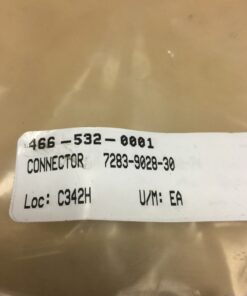 466-532-0001
CONNECTOR 7283-9028-30
Loc: C342H U/M: EA